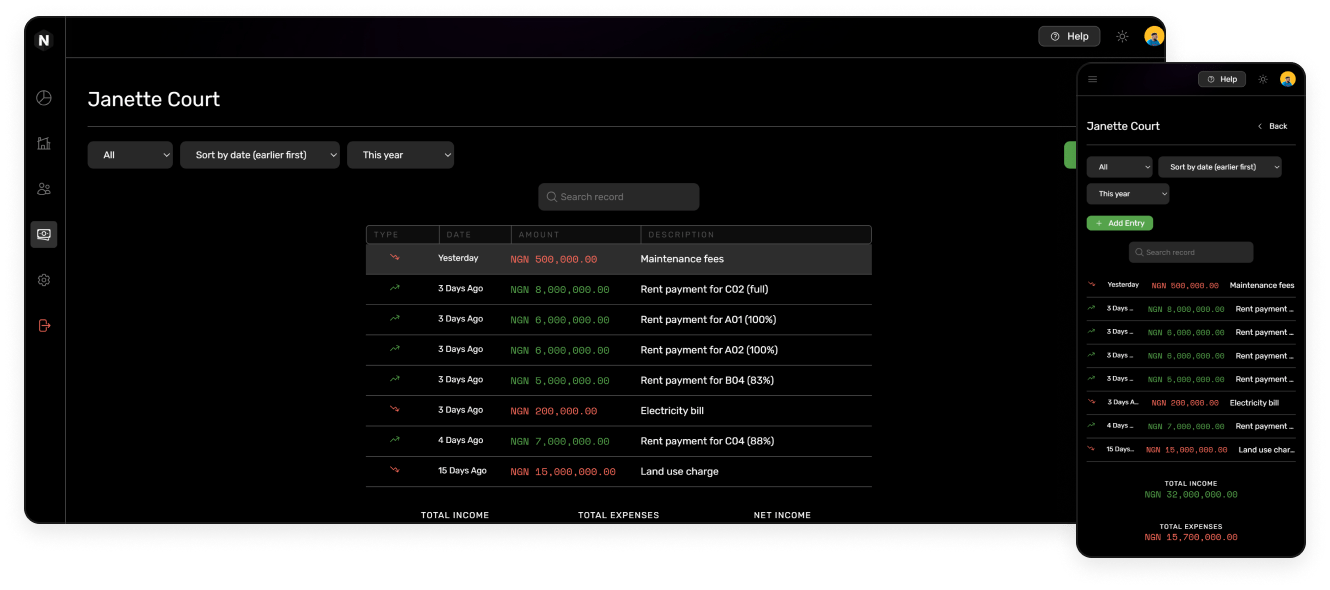 N
Help
Janette Court
All
Sort by date (earlier first)
This year
Search record
TYPE DATE AMOUNT DESCRIPTION
Yesterday NGN 500,000.00 Maintenance fees
3 Days Ago NGN 8,000,000.00 Rent payment for C02 (full)
3 Days Ago NGN 6,000,000.00 Rent payment for A01 (100%)
3 Days Ago NGN 6,000,000.00 Rent payment for A02 (100%)
3 Days Ago NGN 5,000,000.00 Rent payment for B04 (83%)
3 Days Ago NGN 200,000.00 Electricity bill
4 Days Ago NGN 7,000,000.00 Rent payment for C04 (88%)
15 Days Ago NGN 15,000,000.00 Land use charge
TOTAL INCOME TOTAL EXPENSES NET INCOME
Help
Janette Court
Back
All
Sort by date (earlier first)
This year
+ Add Entry
Search record
Yesterday NGN 500,000.00 Maintenance fees
3 Days … NGN 8,000,000.00 Rent payment …
3 Days … NGN 6,000,000.00 Rent payment …
3 Days … NGN 6,000,000.00 Rent payment …
3 Days … NGN 5,000,000.00 Rent payment …
3 Days A… NGN 200,000.00 Electricity bill
4 Days … NGN 7,000,000.00 Rent payment …
15 Days… NGN 15,000,000.00 Land use char…
TOTAL INCOME
NGN 32,000,000.00
TOTAL EXPENSES
NGN 15,700,000.00